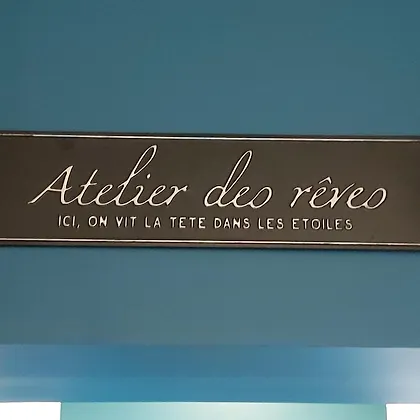 Atelier des rêves
ICI, ON VIT LA TETE DANS LES ETOILES